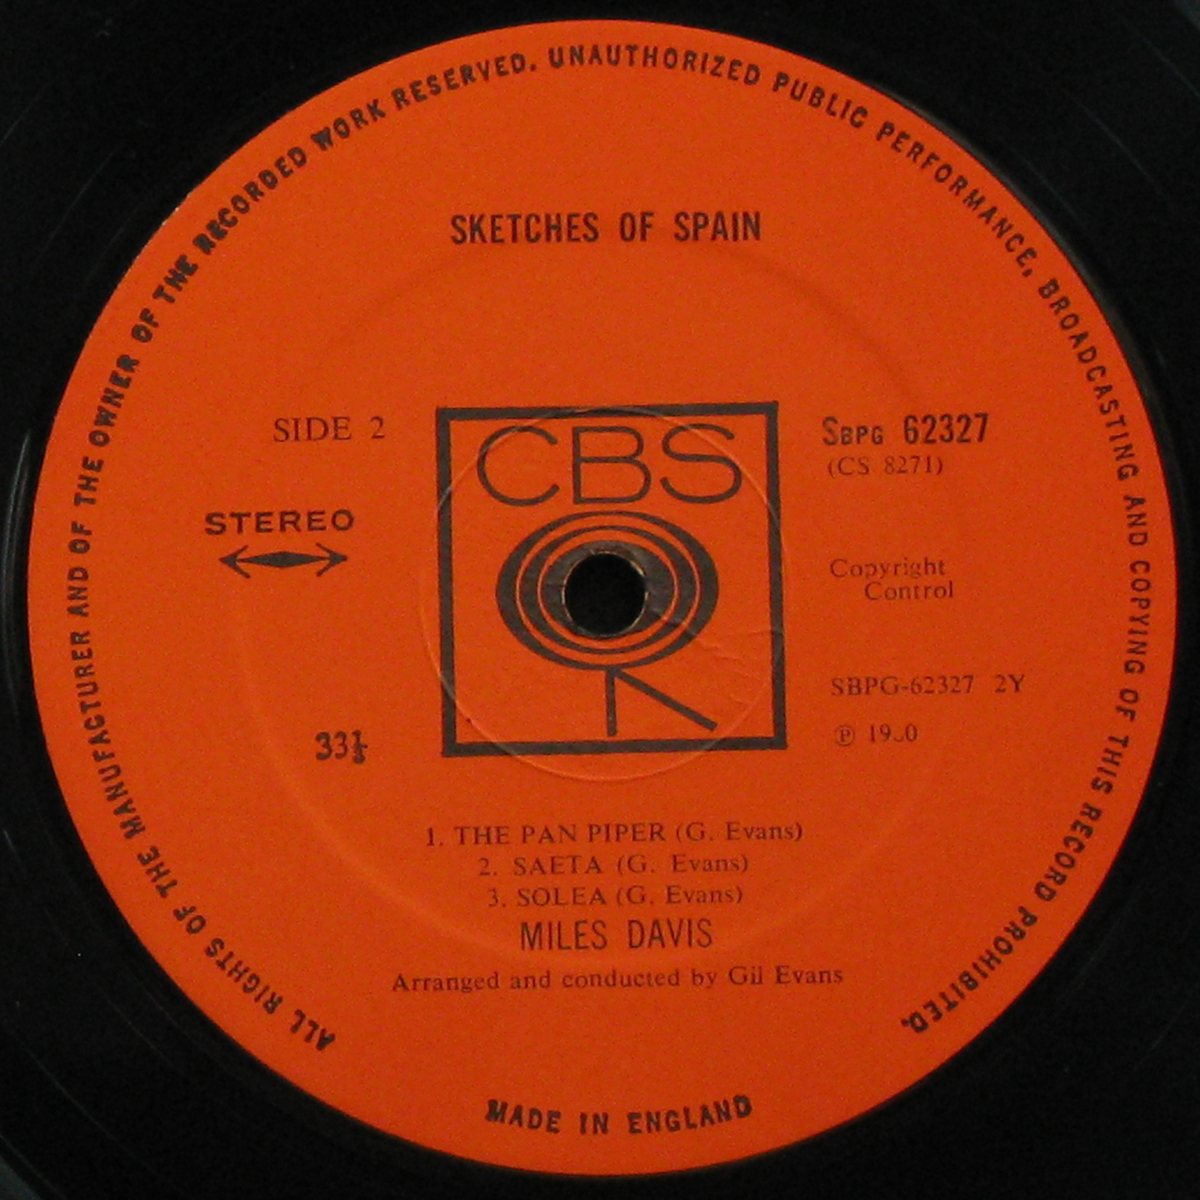 ALL RIGHTS OF THE MANUFACTURER AND OF THE OWNER OF THE RECORDED WORK RESERVED. UNAUTHORIZED PUBLIC PERFORMANCE, BROADCASTING AND COPYING OF THIS RECORD PROHIBITED.
SKETCHES OF SPAIN
SIDE 2
STEREO
33⅓
CBS
SBPG 62327
(CS 8271)
Copyright
Control
SBPG-62327 2Y
℗
1. THE PAN PIPER (G. Evans)
2. SAETA (G. Evans)
3. SOLEA (G. Evans)
MILES DAVIS
Arranged and conducted by Gil Evans
MADE IN ENGLAND